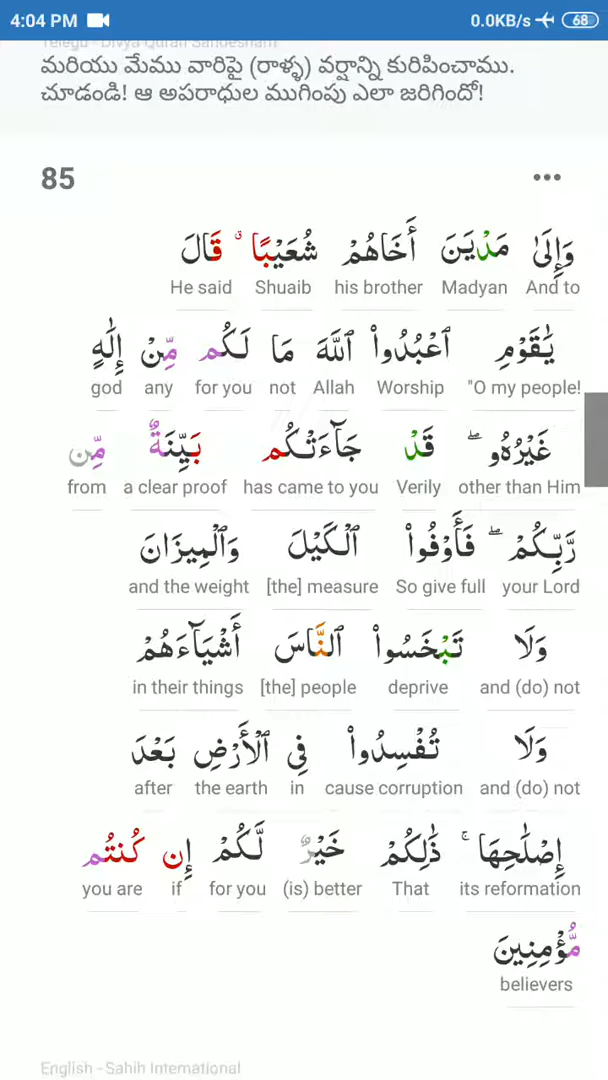 4:04 PM 0.0KB/s 68
Telegu - Divya Quran Sandesham
మరియు మేము వారిపై (రాళ్ళ) వర్షాన్ని కురిపించాము.
చూడండి! ఆ అపరాధుల ముగింపు ఎలా జరిగిందో!
85
وَإِلَىٰ مَدْيَنَ أَخَاهُمْ شُعَيْبًا ۗ قَالَ
He said Shuaib his brother Madyan And to
يَٰقَوْمِ ٱعْبُدُوا۟ ٱللَّهَ مَا لَكُم مِّنْ إِلَٰهٍ
god any for you not Allah Worship "O my people!
غَيْرُهُۥ ۖ قَدْ جَآءَتْكُم بَيِّنَةٌ مِّن
from a clear proof has come to you Verily other than Him
رَّبِّكُمْ ۖ فَأَوْفُوا۟ ٱلْكَيْلَ وَٱلْمِيزَانَ
and the weight [the] measure So give full your Lord
وَلَا تَبْخَسُوا۟ ٱلنَّاسَ أَشْيَآءَهُمْ
in their things [the] people deprive and (do) not
وَلَا تُفْسِدُوا۟ فِى ٱلْأَرْضِ بَعْدَ
after the earth in cause corruption and (do) not
إِصْلَٰحِهَا ۚ ذَٰلِكُمْ خَيْرٌ لَّكُمْ إِن كُنتُم
you are if for you (is) better That its reformation
مُّؤْمِنِينَ
believers
English - Sahih International